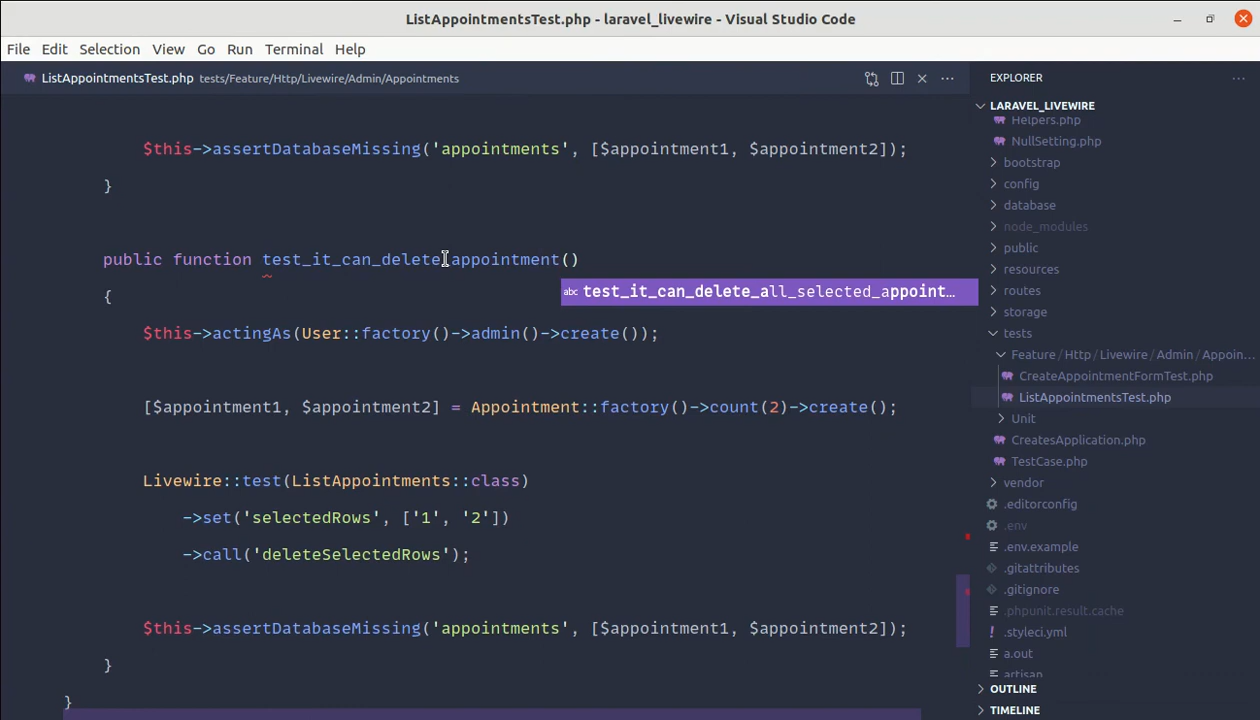 ListAppointmentsTest.php - laravel_livewire - Visual Studio Code
File Edit Selection View Go Run Terminal Help
ListAppointmentsTest.php tests/Feature/Http/Livewire/Admin/Appointments
$this->assertDatabaseMissing('appointments', [$appointment1, $appointment2]);
}
public function test_it_can_delete_appointment()
abc test_it_can_delete_all_selected_appoint…
{
$this->actingAs(User::factory()->admin()->create());
[$appointment1, $appointment2] = Appointment::factory()->count(2)->create();
Livewire::test(ListAppointments::class)
->set('selectedRows', ['1', '2'])
->call('deleteSelectedRows');
$this->assertDatabaseMissing('appointments', [$appointment1, $appointment2]);
}
}
EXPLORER
LARAVEL_LIVEWIRE
Helpers.php
NullSetting.php
bootstrap
config
database
node_modules
public
resources
routes
storage
tests
Feature / Http / Livewire / Admin / Appoin...
CreateAppointmentFormTest.php
ListAppointmentsTest.php
Unit
CreatesApplication.php
TestCase.php
vendor
.editorconfig
.env
.env.example
.gitattributes
.gitignore
.phpunit.result.cache
.styleci.yml
a.out
artisan
OUTLINE
TIMELINE